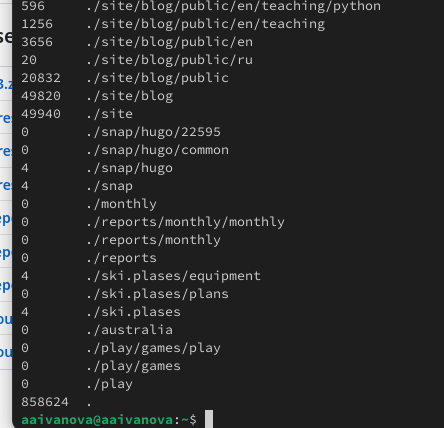 596 ./site/blog/public/en/teaching/python
1256 ./site/blog/public/en/teaching
3656 ./site/blog/public/en
20 ./site/blog/public/ru
20832 ./site/blog/public
49820 ./site/blog
49940 ./site
0 ./snap/hugo/22595
0 ./snap/hugo/common
4 ./snap/hugo
4 ./snap
0 ./monthly
0 ./reports/monthly/monthly
0 ./reports/monthly
0 ./reports
4 ./ski.plases/equipment
0 ./ski.plases/plans
4 ./ski.plases
0 ./australia
0 ./play/games/play
0 ./play/games
0 ./play
858624 .
aaivanova@aaivanova:~$